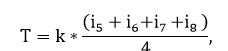 T = k * (i₅ + i₆+i₇ + i₈ ) / 4 ,